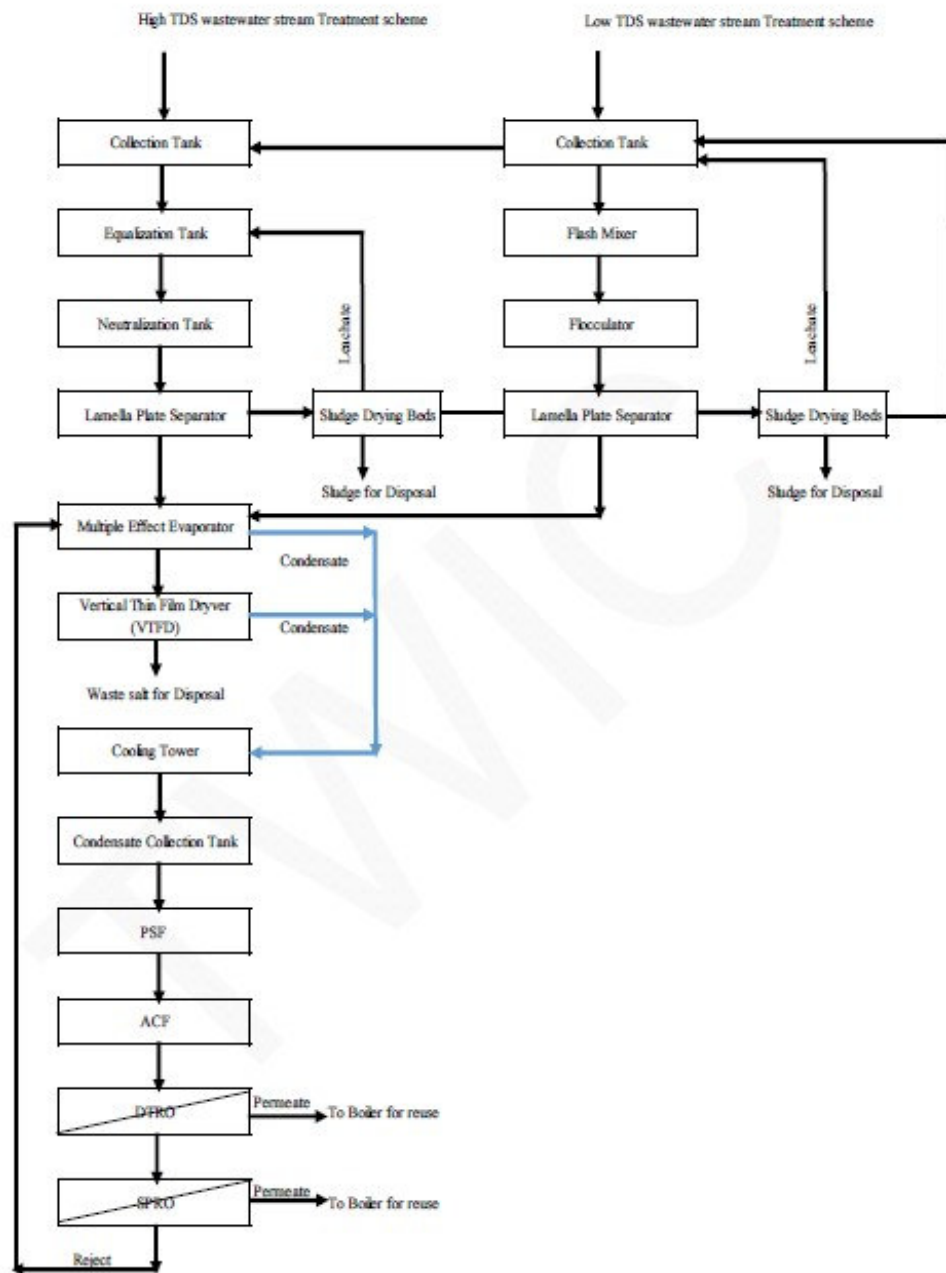 High TDS wastewater stream Treatment scheme
Low TDS wastewater stream Treatment scheme
Collection Tank
Collection Tank
Equalization Tank
Flash Mixer
Neutralization Tank
Leachate
Flocculator
Leachate
Lamella Plate Separator
Sludge Drying Beds
Lamella Plate Separator
Sludge Drying Beds
Sludge for Disposal
Sludge for Disposal
Multiple Effect Evaporator
Condensate
Vertical Thin Film Dryver
(VTFD)
Condensate
Waste salt for Disposal
Cooling Tower
Condensate Collection Tank
PSF
ACF
DTRO
Permeate
To Boiler for reuse
SPRO
Permeate
To Boiler for reuse
Reject
TWIC